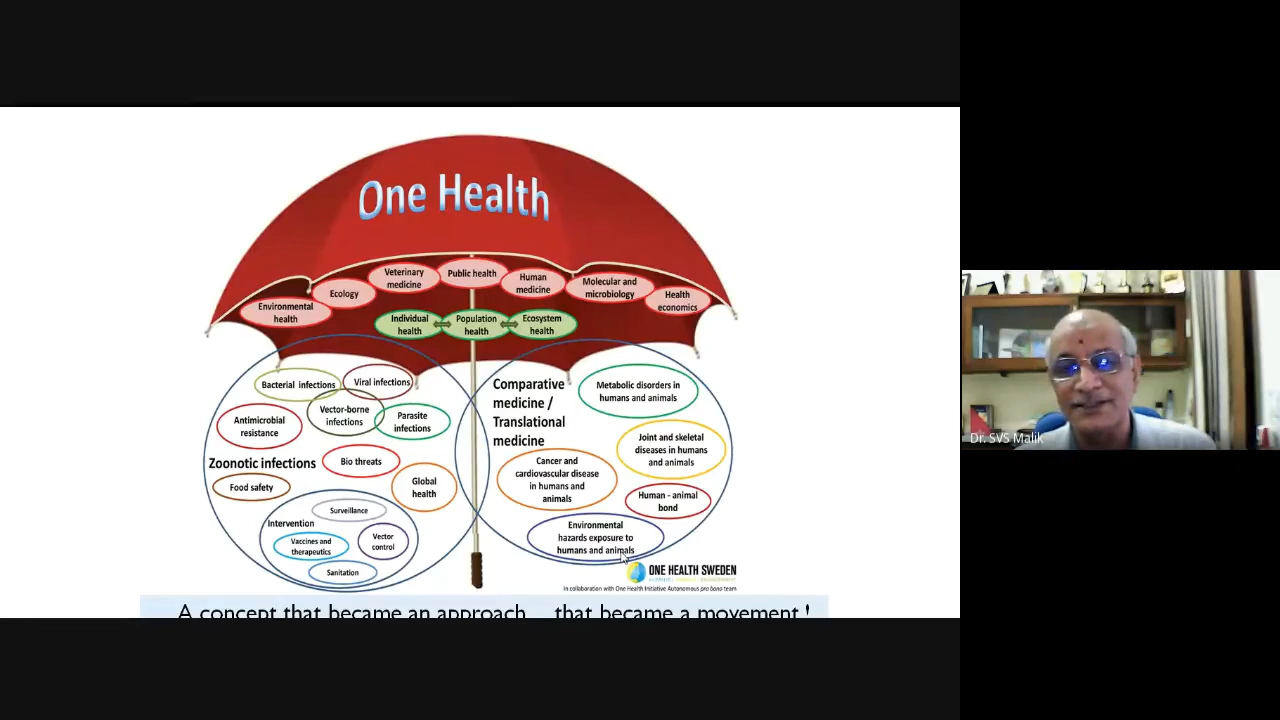 One Health
Environmental
health
Ecology
Veterinary
medicine
Public health
Human
medicine
Molecular and
microbiology
Health
economics
Individual
health
Population
health
Ecosystem
health
Bacterial infections
Viral infections
Antimicrobial
resistance
Vector-borne
infections
Parasite
infections
Zoonotic infections
Bio threats
Food safety
Global
health
Surveillance
Intervention
Vaccines and
therapeutics
Vector
control
Sanitation
Comparative
medicine /
Translational
medicine
Metabolic disorders in
humans and animals
Joint and skeletal
diseases in humans
and animals
Cancer and
cardiovascular disease
in humans and
animals
Human - animal
bond
Environmental
hazards exposure to
humans and animals
ONE HEALTH SWEDEN
In collaboration with One Health Initiative Autonomous pro bono team
A concept that became an approach... that became a movement!
Dr. SVS Malik